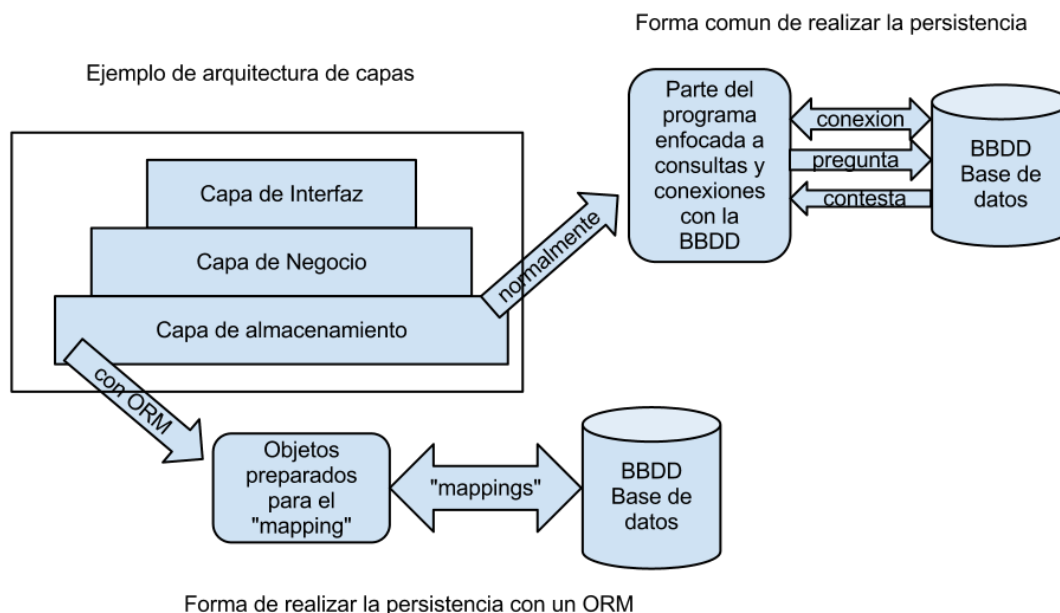 Forma comun de realizar la persistencia
Ejemplo de arquitectura de capas
Capa de Interfaz
Capa de Negocio
Capa de almacenamiento
normalmente
Parte del
programa
enfocada a
consultas y
conexiones
con la
BBDD
conexion
pregunta
contesta
BBDD
Base de
datos
con ORM
Objetos
preparados
para el
"mapping"
"mappings"
BBDD
Base de
datos
Forma de realizar la persistencia con un ORM